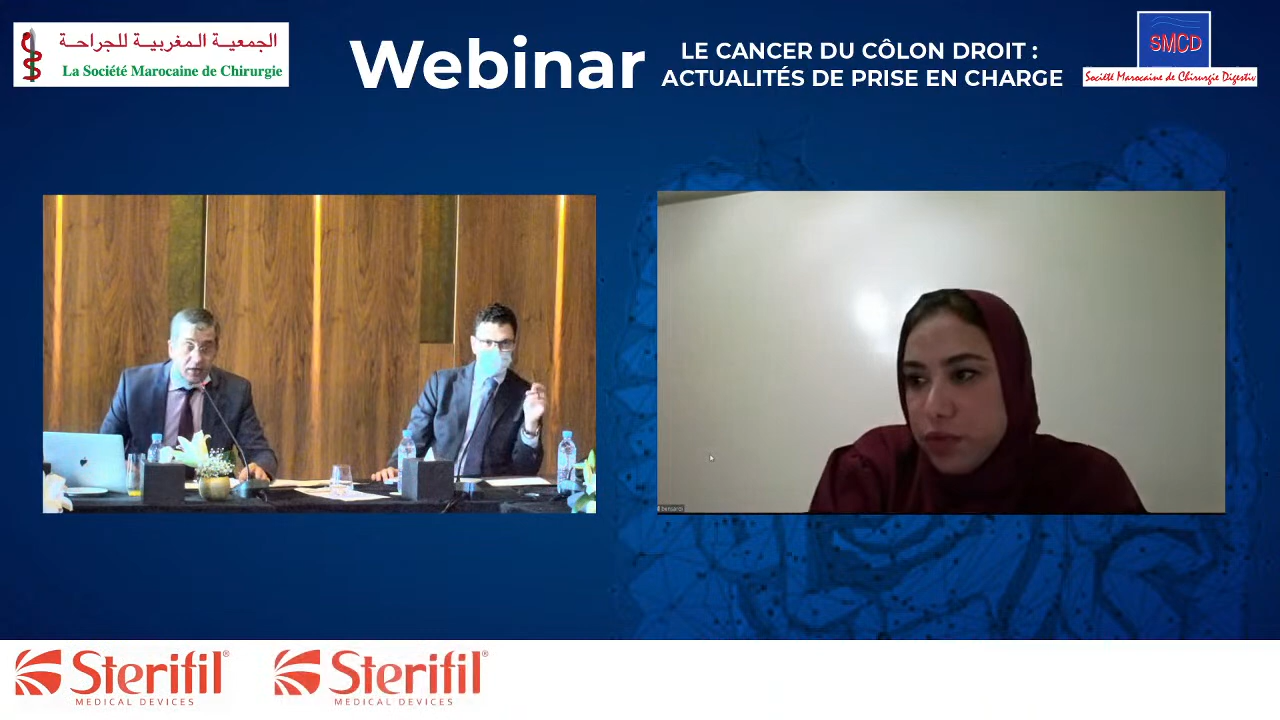 الجمعية المغربية للجراحة
La Société Marocaine de Chirurgie
Webinar
LE CANCER DU CÔLON DROIT :
ACTUALITÉS DE PRISE EN CHARGE
SMCD
Société Marocaine de Chirurgie Digestiv
Sterifil®
MEDICAL DEVICES
Sterifil®
MEDICAL DEVICES